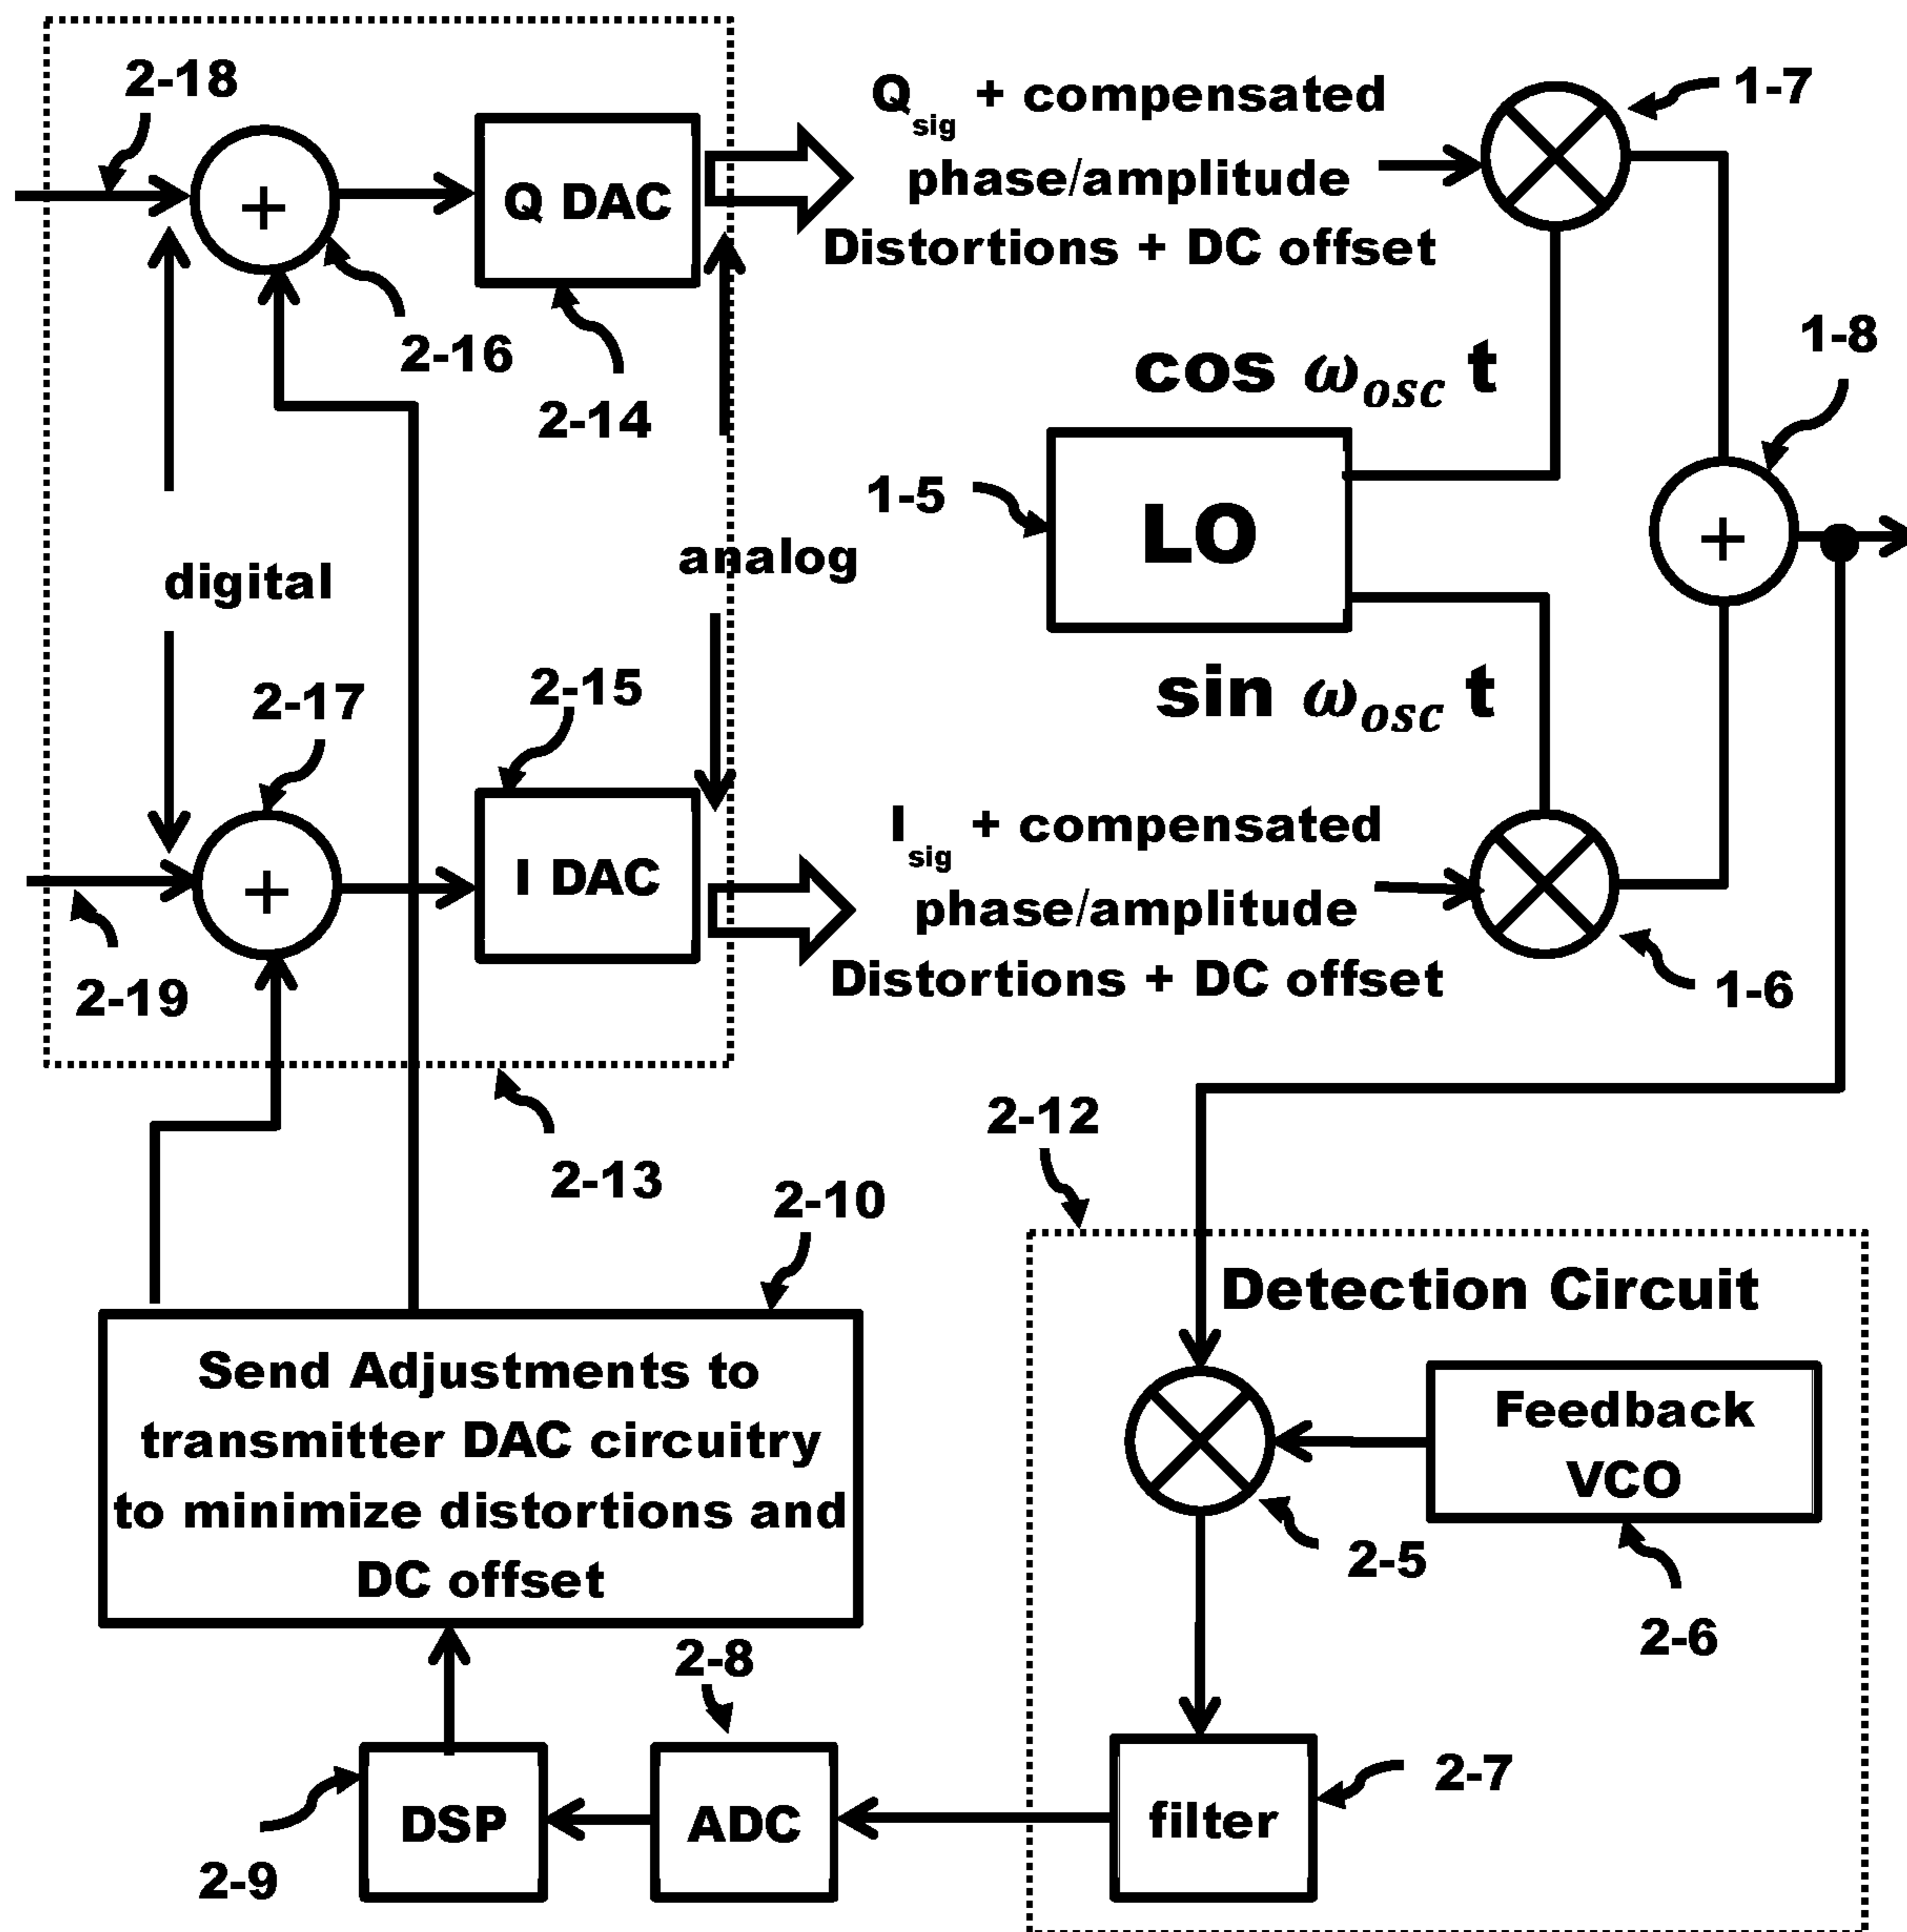 2-18
Q DAC
2-16
2-14
Qsig + compensated
phase/amplitude
Distortions + DC offset
1-7
cos ωosc t
1-8
1-5
LO
sin ωosc t
digital
analog
2-17
2-15
I DAC
2-19
Isig + compensated
phase/amplitude
Distortions + DC offset
1-6
2-13
2-10
2-12
Send Adjustments to
transmitter DAC circuitry
to minimize distortions and
DC offset
Detection Circuit
Feedback
VCO
2-5
2-6
2-8
2-7
DSP
ADC
filter
2-9